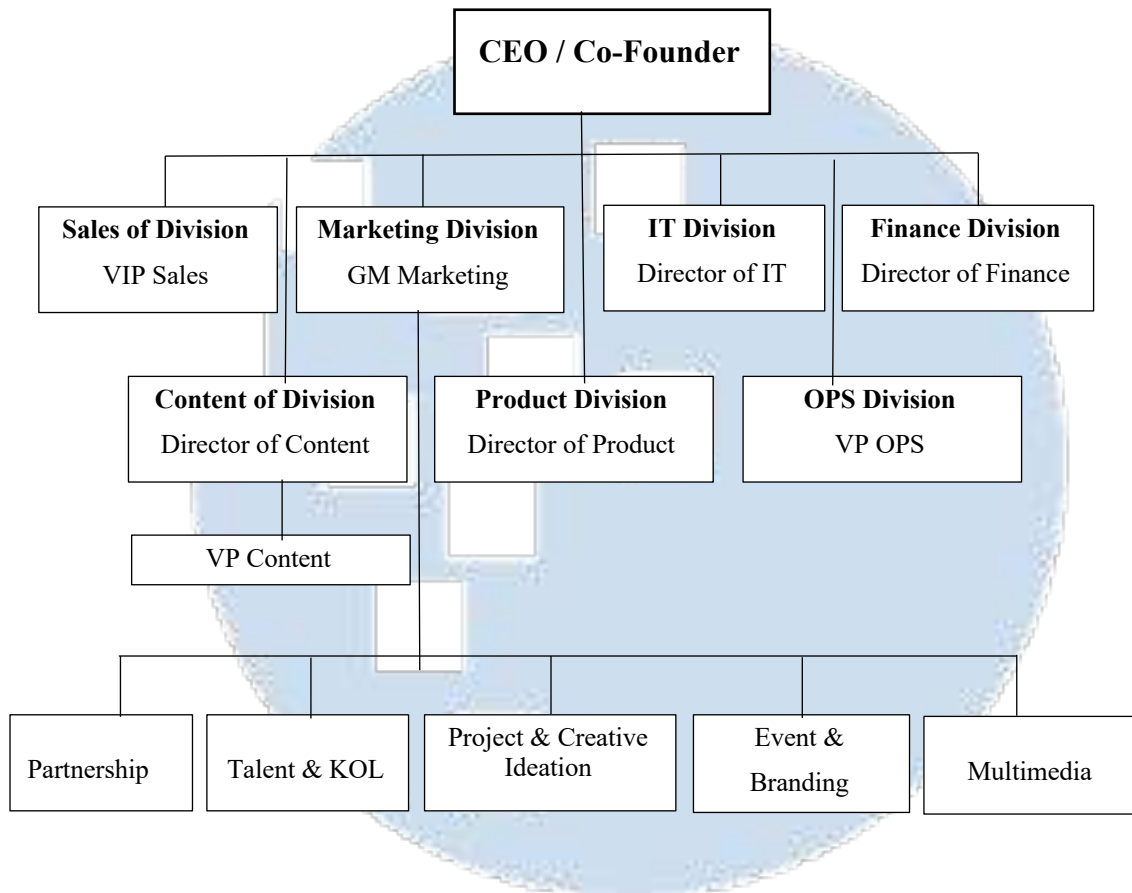 CEO / Co-Founder
Sales of Division
VIP Sales
Marketing Division
GM Marketing
IT Division
Director of IT
Finance Division
Director of Finance
Content of Division
Director of Content
Product Division
Director of Product
OPS Division
VP OPS
VP Content
Partnership
Talent & KOL
Project & Creative
Ideation
Event &
Branding
Multimedia